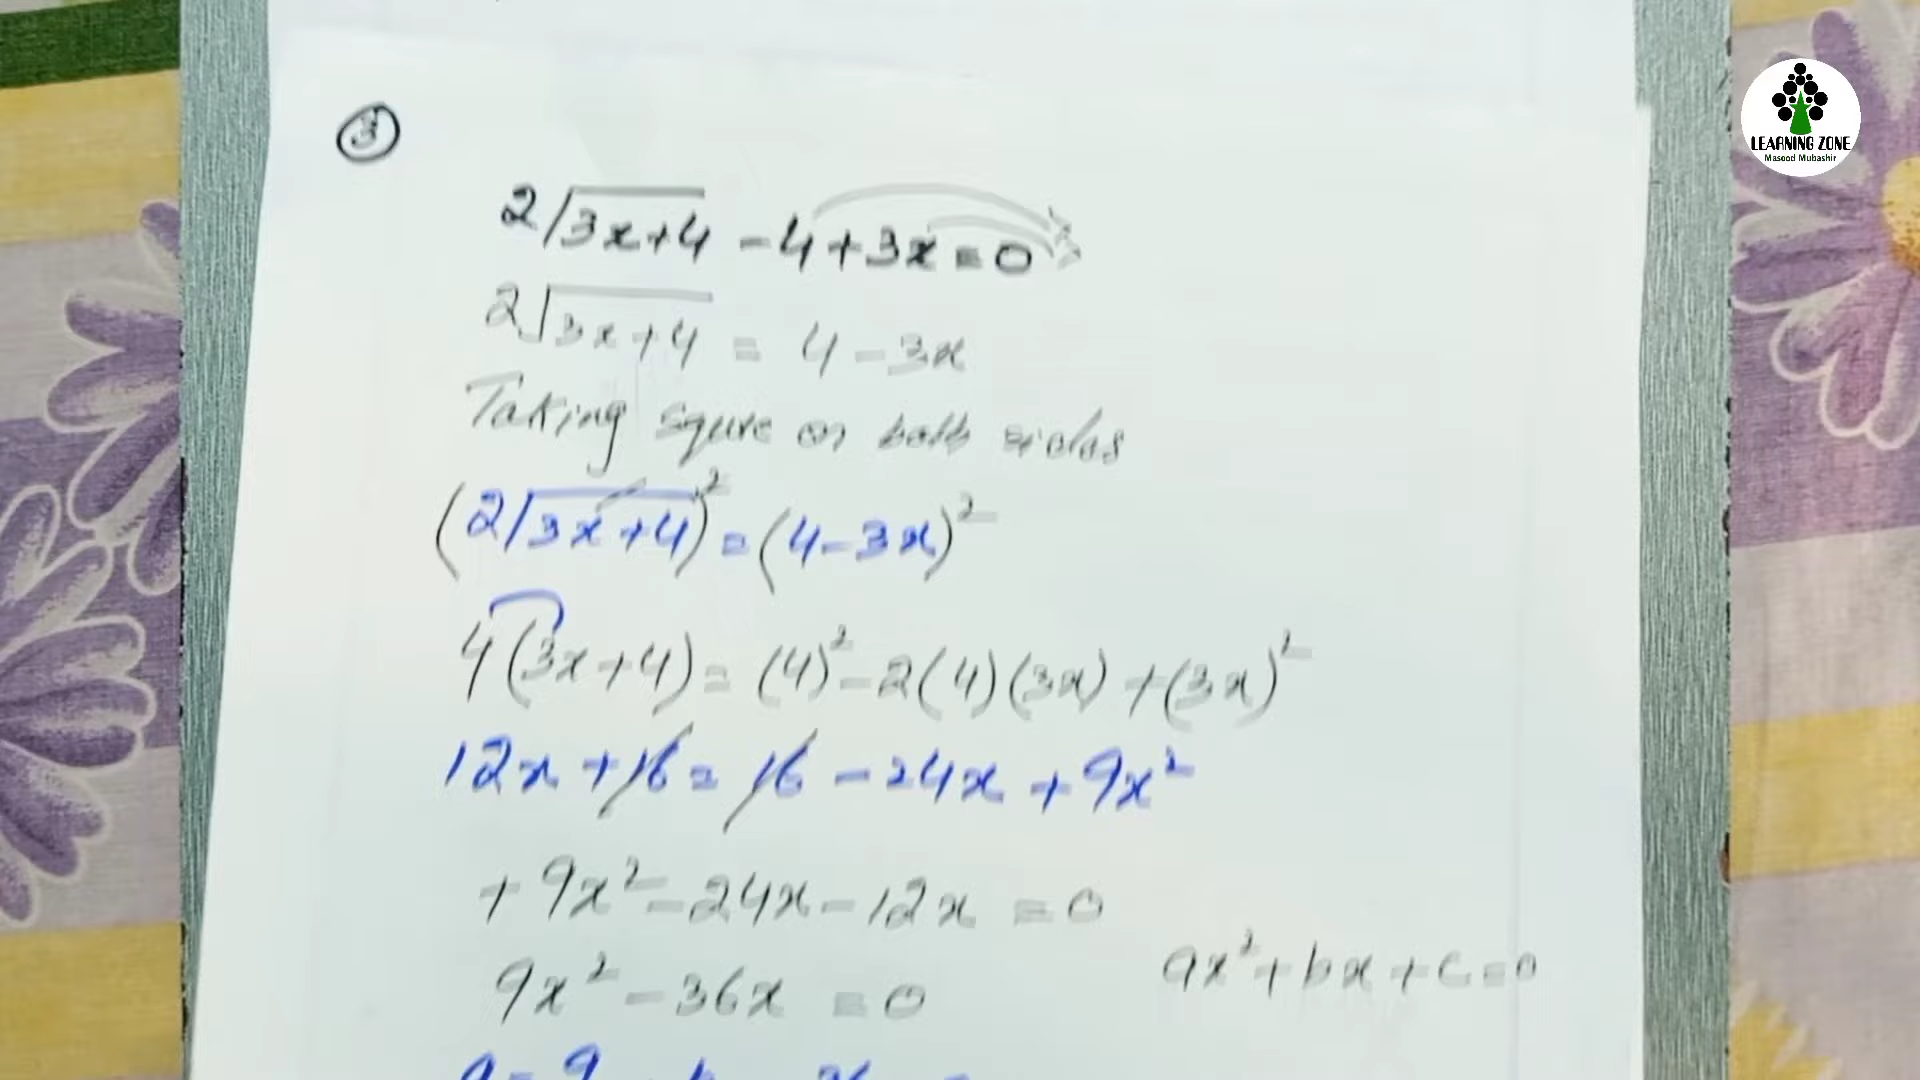 3
2√3x+4 -4+3x=0
2√3x+4 = 4-3x
Taking squre on both sides
(2√3x+4)² = (4-3x)²
4(3x+4) = (4)²-2(4)(3x)+(3x)²
12x+16 = 16-24x+9x²
+9x²-24x-12x=0
9x²-36x=0
ax²+bx+c=0
LEARNING ZONE
Masood Mubashir